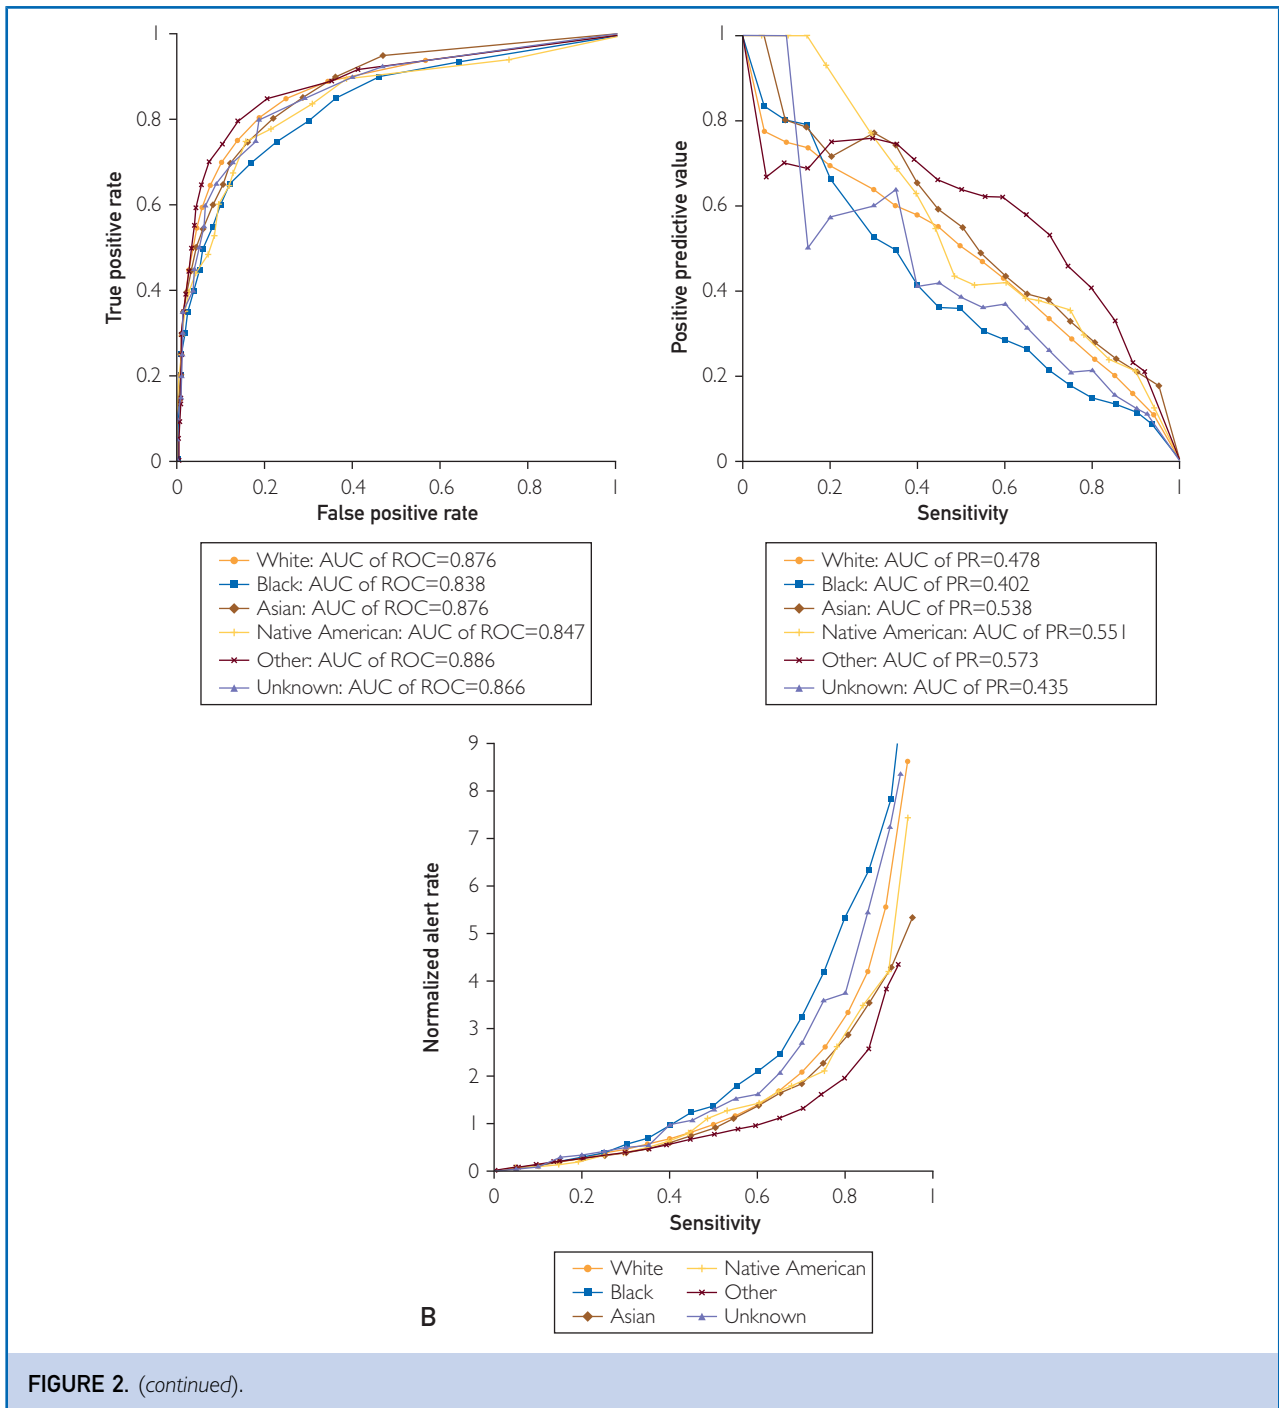 1
0.8
0.6
0.4
0.2
0
True positive rate
0 0.2 0.4 0.6 0.8 1
False positive rate
White: AUC of ROC=0.876
Black: AUC of ROC=0.838
Asian: AUC of ROC=0.876
Native American: AUC of ROC=0.847
Other: AUC of ROC=0.886
Unknown: AUC of ROC=0.866
1
0.8
0.6
0.4
0.2
0
Positive predictive value
0 0.2 0.4 0.6 0.8 1
Sensitivity
White: AUC of PR=0.478
Black: AUC of PR=0.402
Asian: AUC of PR=0.538
Native American: AUC of PR=0.551
Other: AUC of PR=0.573
Unknown: AUC of PR=0.435
9
8
7
6
5
4
3
2
1
0
Normalized alert rate
0 0.2 0.4 0.6 0.8 1
Sensitivity
White Native American
Black Other
Asian Unknown
B
FIGURE 2. (continued).